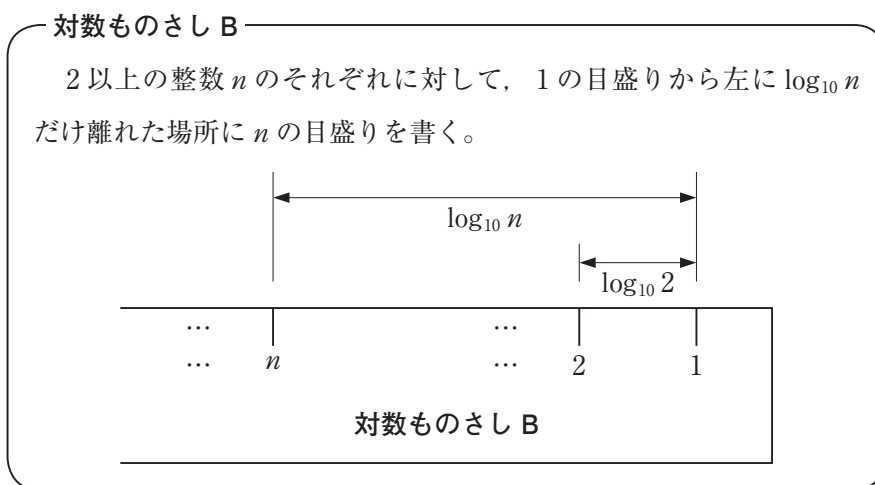 対数ものさし B
2 以上の整数 n のそれぞれに対して, 1 の目盛りから左に log₁₀ n
だけ離れた場所に n の目盛りを書く。
log₁₀ n
log₁₀ 2
… …
… n … 2 1
対数ものさし B